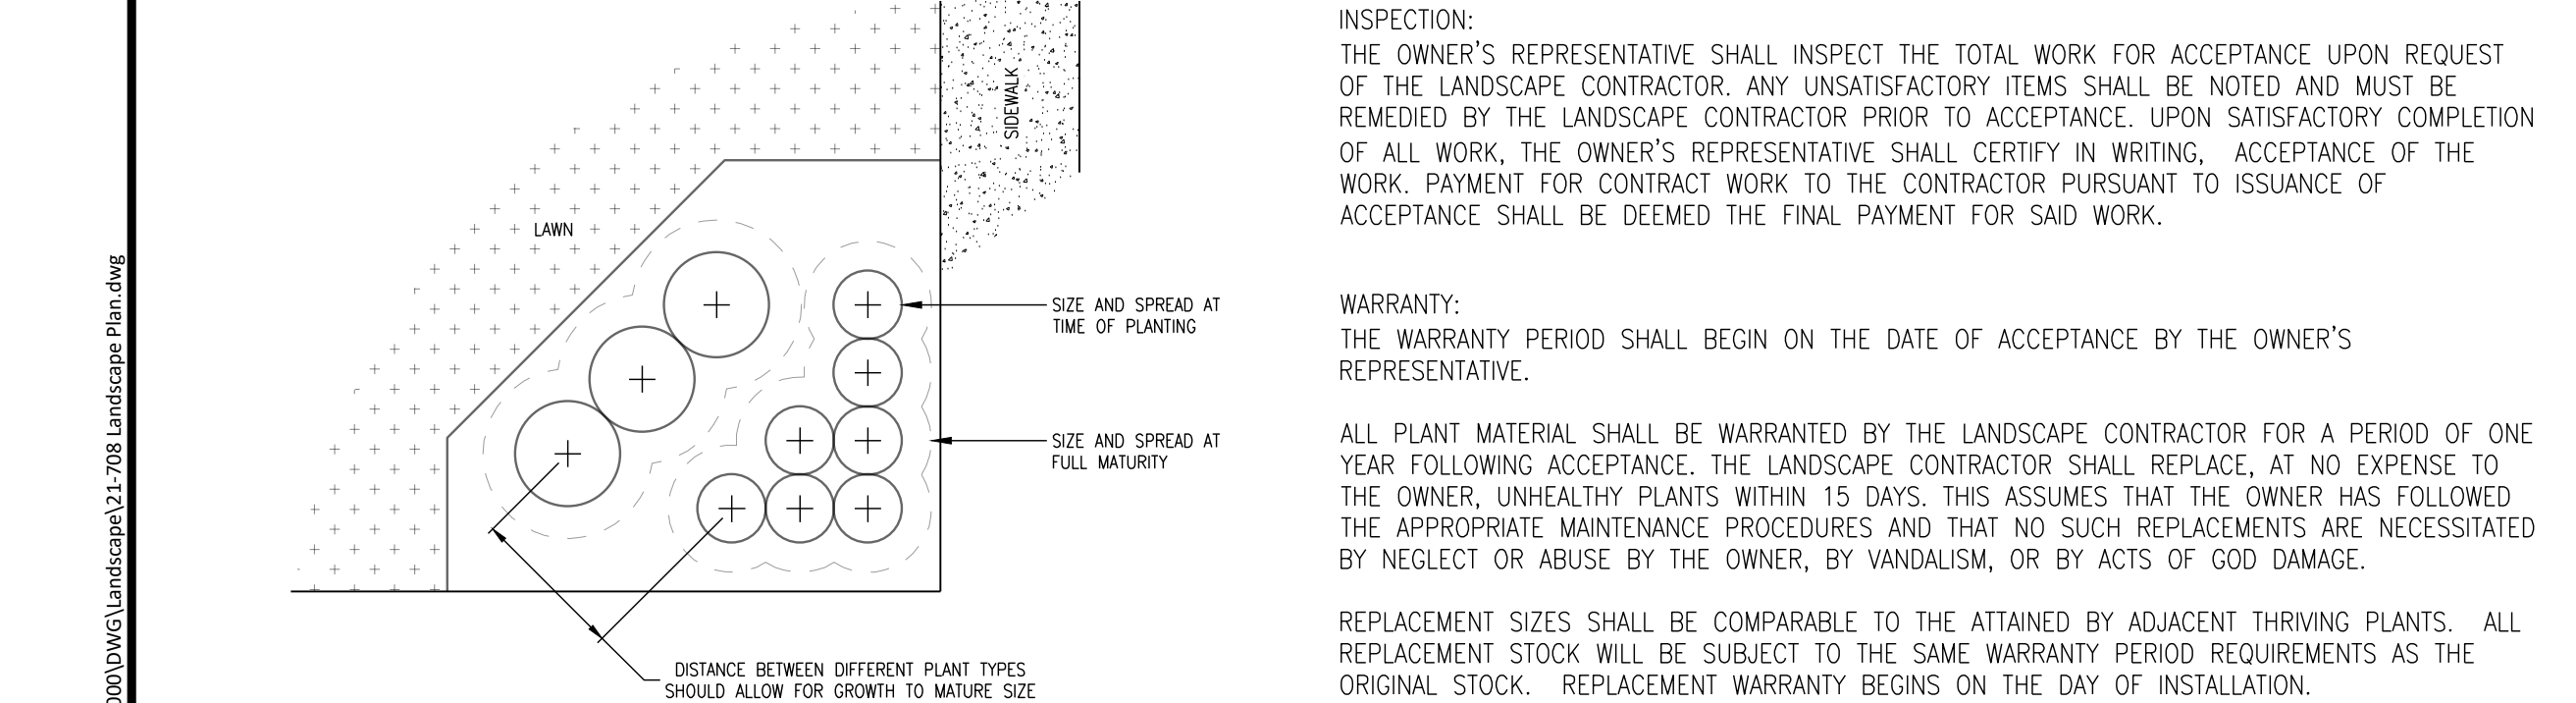 000\DWG\Landscape\21-708 Landscape Plan.dwg
LAWN
SIDEWALK
SIZE AND SPREAD AT
TIME OF PLANTING
SIZE AND SPREAD AT
FULL MATURITY
DISTANCE BETWEEN DIFFERENT PLANT TYPES
SHOULD ALLOW FOR GROWTH TO MATURE SIZE
INSPECTION:
THE OWNER'S REPRESENTATIVE SHALL INSPECT THE TOTAL WORK FOR ACCEPTANCE UPON REQUEST
OF THE LANDSCAPE CONTRACTOR. ANY UNSATISFACTORY ITEMS SHALL BE NOTED AND MUST BE
REMEDIED BY THE LANDSCAPE CONTRACTOR PRIOR TO ACCEPTANCE. UPON SATISFACTORY COMPLETION
OF ALL WORK, THE OWNER'S REPRESENTATIVE SHALL CERTIFY IN WRITING, ACCEPTANCE OF THE
WORK. PAYMENT FOR CONTRACT WORK TO THE CONTRACTOR PURSUANT TO ISSUANCE OF
ACCEPTANCE SHALL BE DEEMED THE FINAL PAYMENT FOR SAID WORK.
WARRANTY:
THE WARRANTY PERIOD SHALL BEGIN ON THE DATE OF ACCEPTANCE BY THE OWNER'S
REPRESENTATIVE.
ALL PLANT MATERIAL SHALL BE WARRANTED BY THE LANDSCAPE CONTRACTOR FOR A PERIOD OF ONE
YEAR FOLLOWING ACCEPTANCE. THE LANDSCAPE CONTRACTOR SHALL REPLACE, AT NO EXPENSE TO
THE OWNER, UNHEALTHY PLANTS WITHIN 15 DAYS. THIS ASSUMES THAT THE OWNER HAS FOLLOWED
THE APPROPRIATE MAINTENANCE PROCEDURES AND THAT NO SUCH REPLACEMENTS ARE NECESSITATED
BY NEGLECT OR ABUSE BY THE OWNER, BY VANDALISM, OR BY ACTS OF GOD DAMAGE.
REPLACEMENT SIZES SHALL BE COMPARABLE TO THE ATTAINED BY ADJACENT THRIVING PLANTS. ALL
REPLACEMENT STOCK WILL BE SUBJECT TO THE SAME WARRANTY PERIOD REQUIREMENTS AS THE
ORIGINAL STOCK. REPLACEMENT WARRANTY BEGINS ON THE DAY OF INSTALLATION.